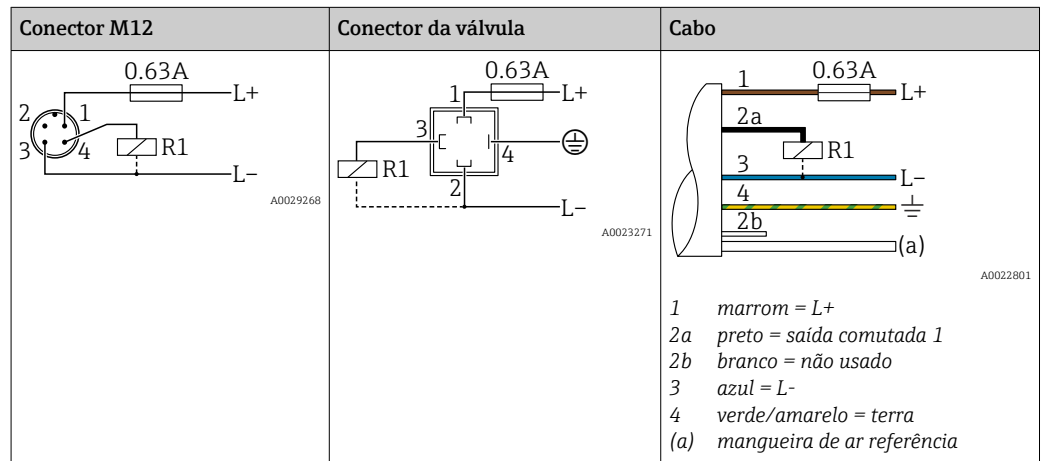 Conector M12
Conector da válvula
Cabo
0.63A
L+
2
1
3
4
R1
L–
A0029268
0.63A
1
L+
3
4
R1
2
L–
A0023271
1
0.63A
L+
2a
R1
3
L–
4
2b
(a)
A0022801
1 marrom = L+
2a preto = saída comutada 1
2b branco = não usado
3 azul = L-
4 verde/amarelo = terra
(a) mangueira de ar referência